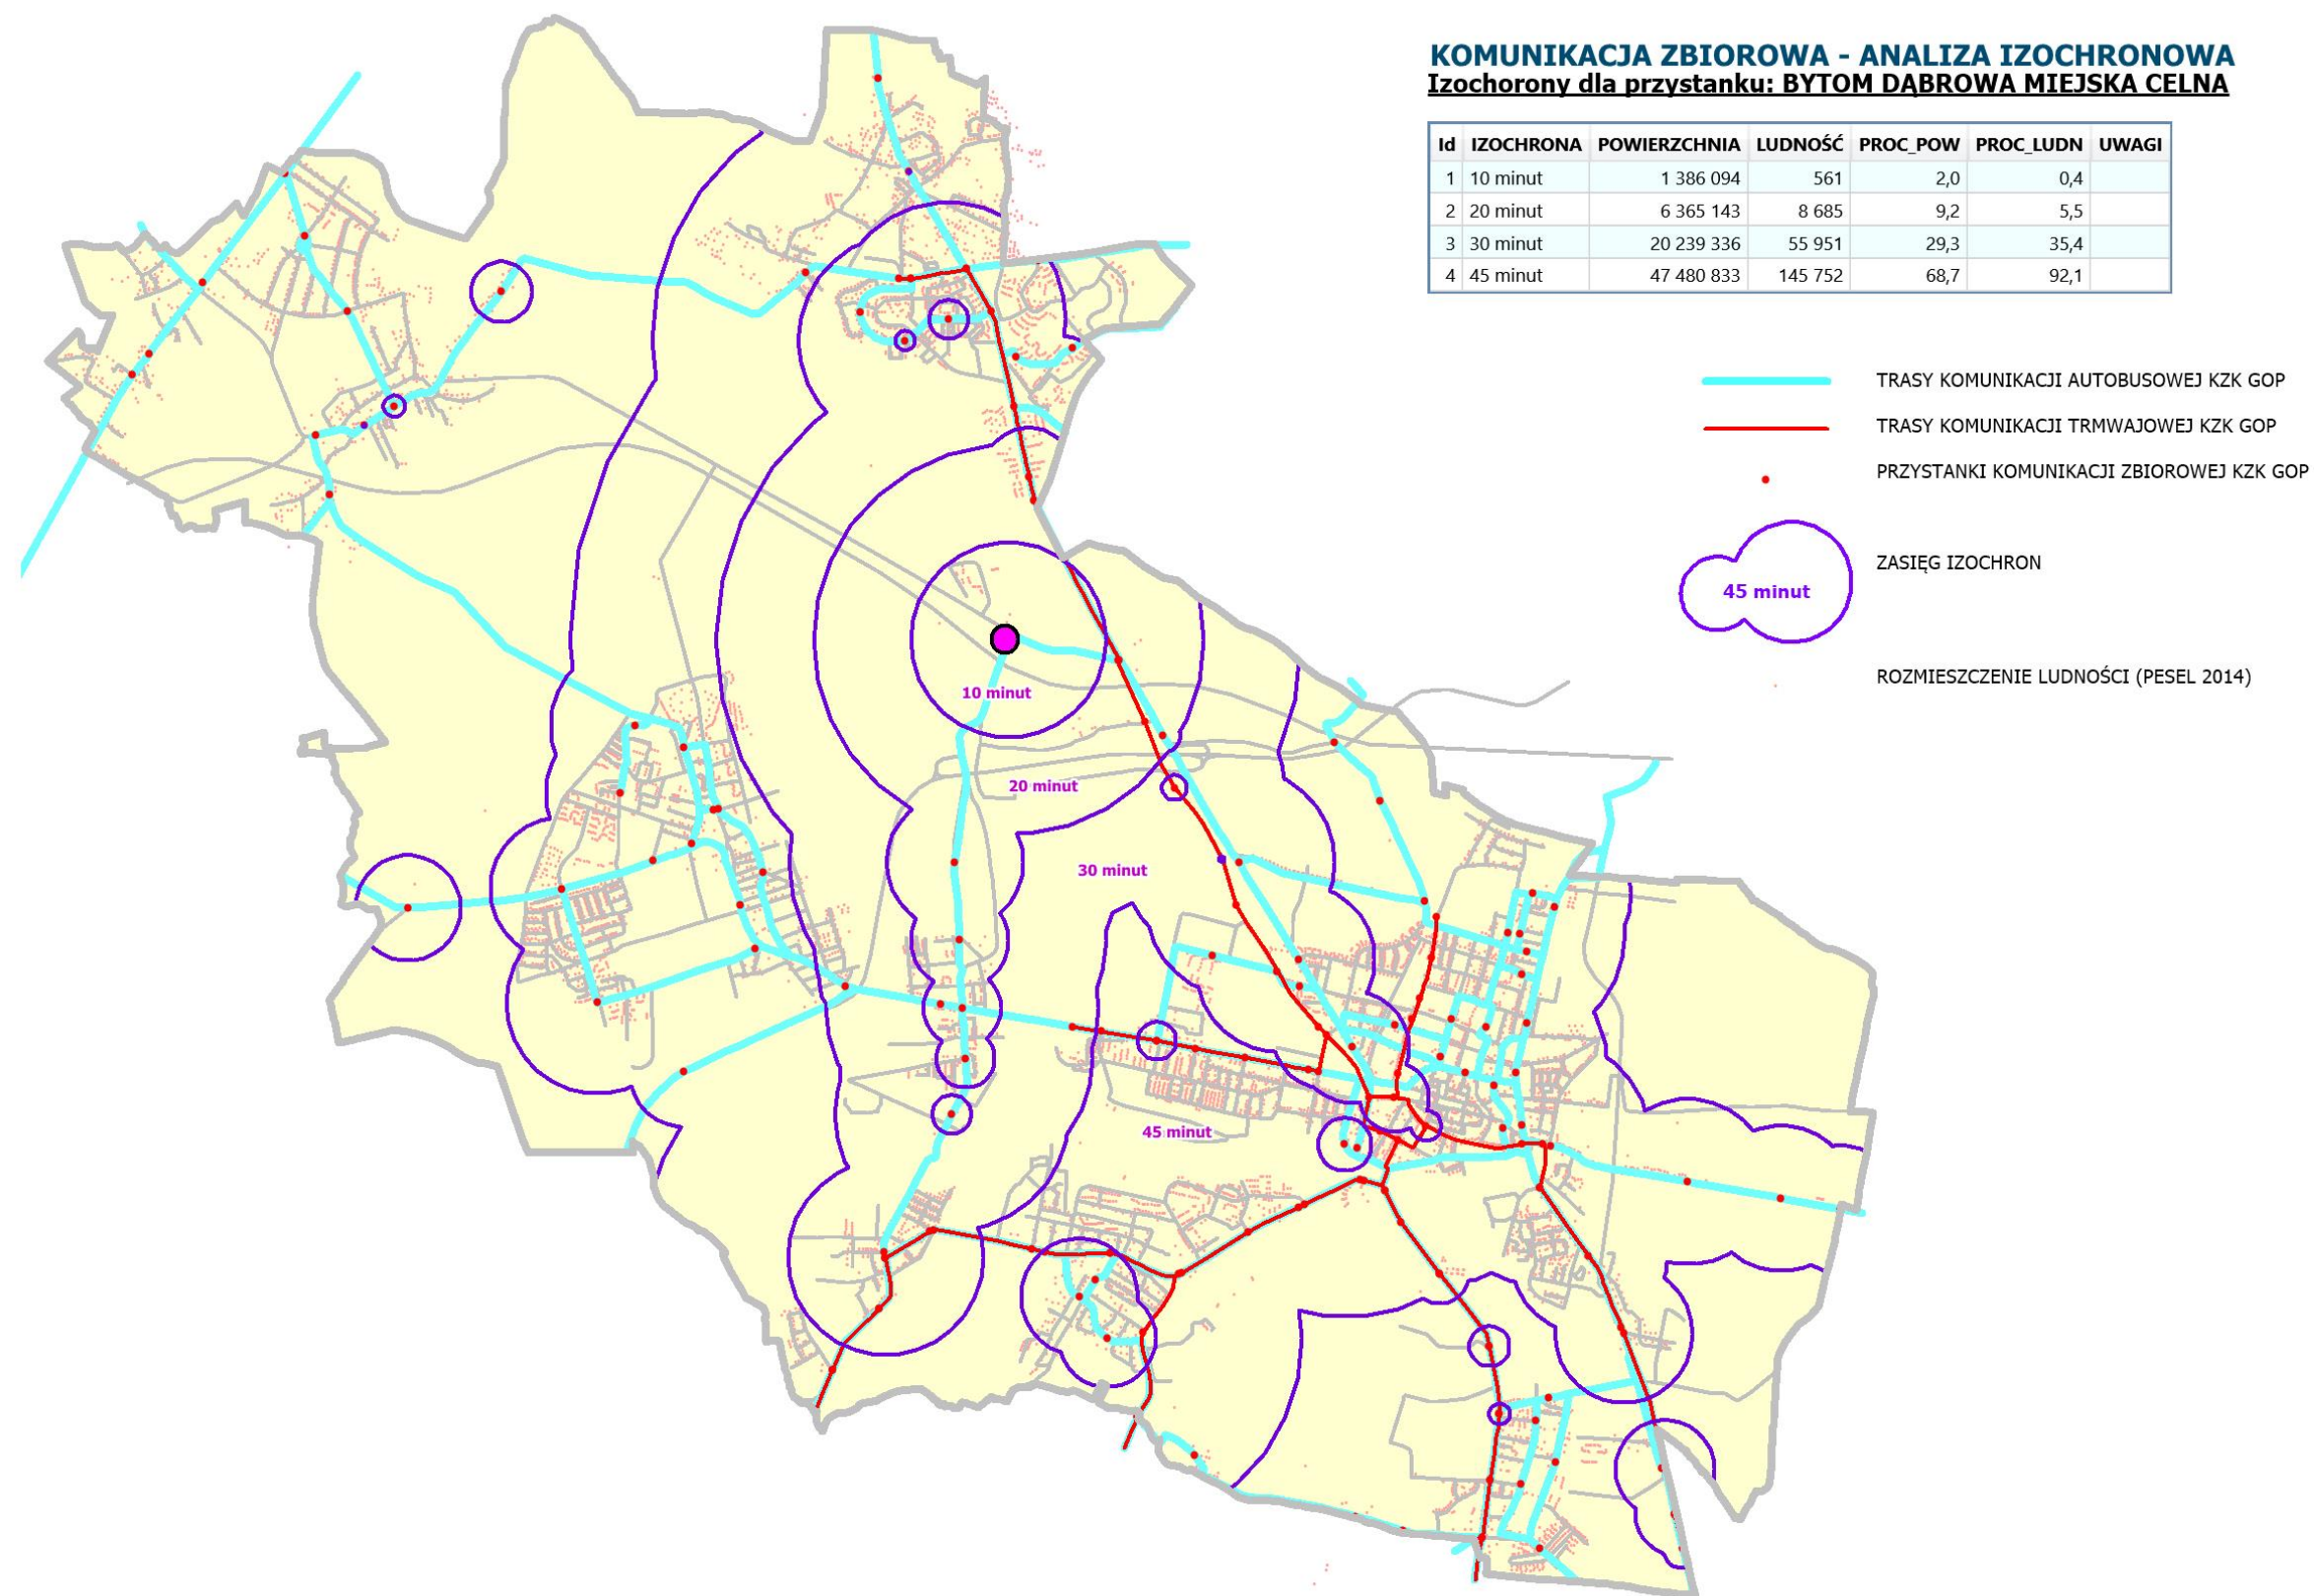 KOMUNIKACJA ZBIOROWA - ANALIZA IZOCHRONOWA
Izochorony dla przystanku: BYTOM DĄBROWA MIEJSKA CELNA
Id IZOCHRONA POWIERZCHNIA LUDNOŚĆ PROC_POW PROC_LUDN UWAGI
1 10 minut 1 386 094 561 2,0 0,4
2 20 minut 6 365 143 8 685 9,2 5,5
3 30 minut 20 239 336 55 951 29,3 35,4
4 45 minut 47 480 833 145 752 68,7 92,1
TRASY KOMUNIKACJI AUTOBUSOWEJ KZK GOP
TRASY KOMUNIKACJI TRMWAJOWEJ KZK GOP
PRZYSTANKI KOMUNIKACJI ZBIOROWEJ KZK GOP
45 minut
ZASIĘG IZOCHRON
ROZMIESZCZENIE LUDNOŚCI (PESEL 2014)
10 minut
20 minut
30 minut
45 minut